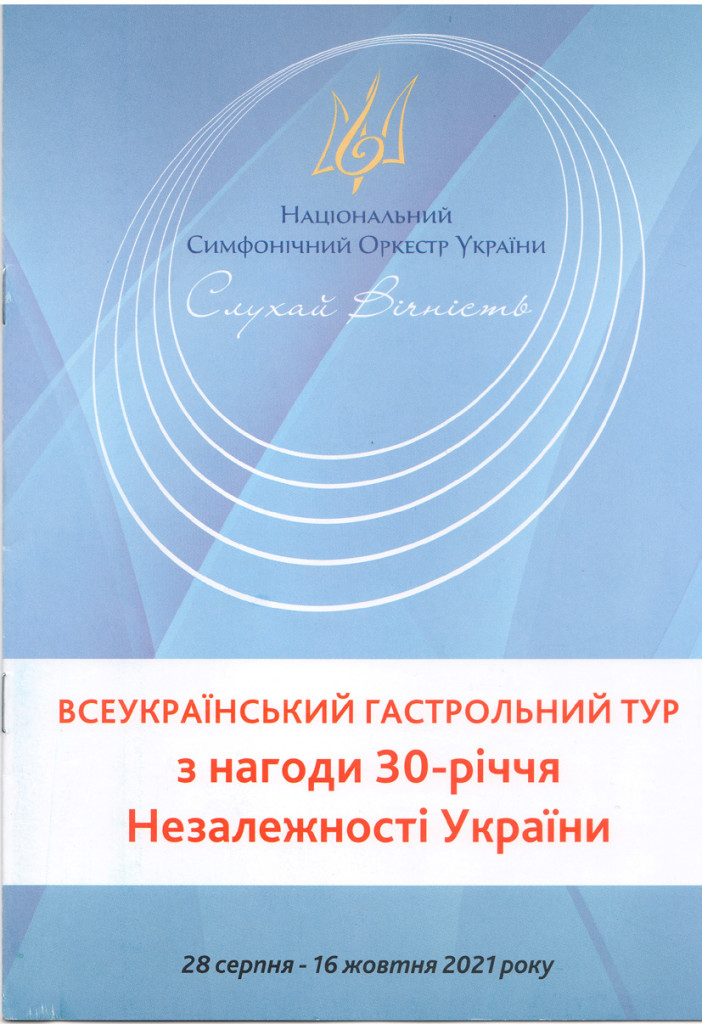 Національний
Симфонічний Оркестр України
Слухай Вічність
ВСЕУКРАЇНСЬКИЙ ГАСТРОЛЬНИЙ ТУР
з нагоди 30-річчя
Незалежності України
28 серпня - 16 жовтня 2021 року